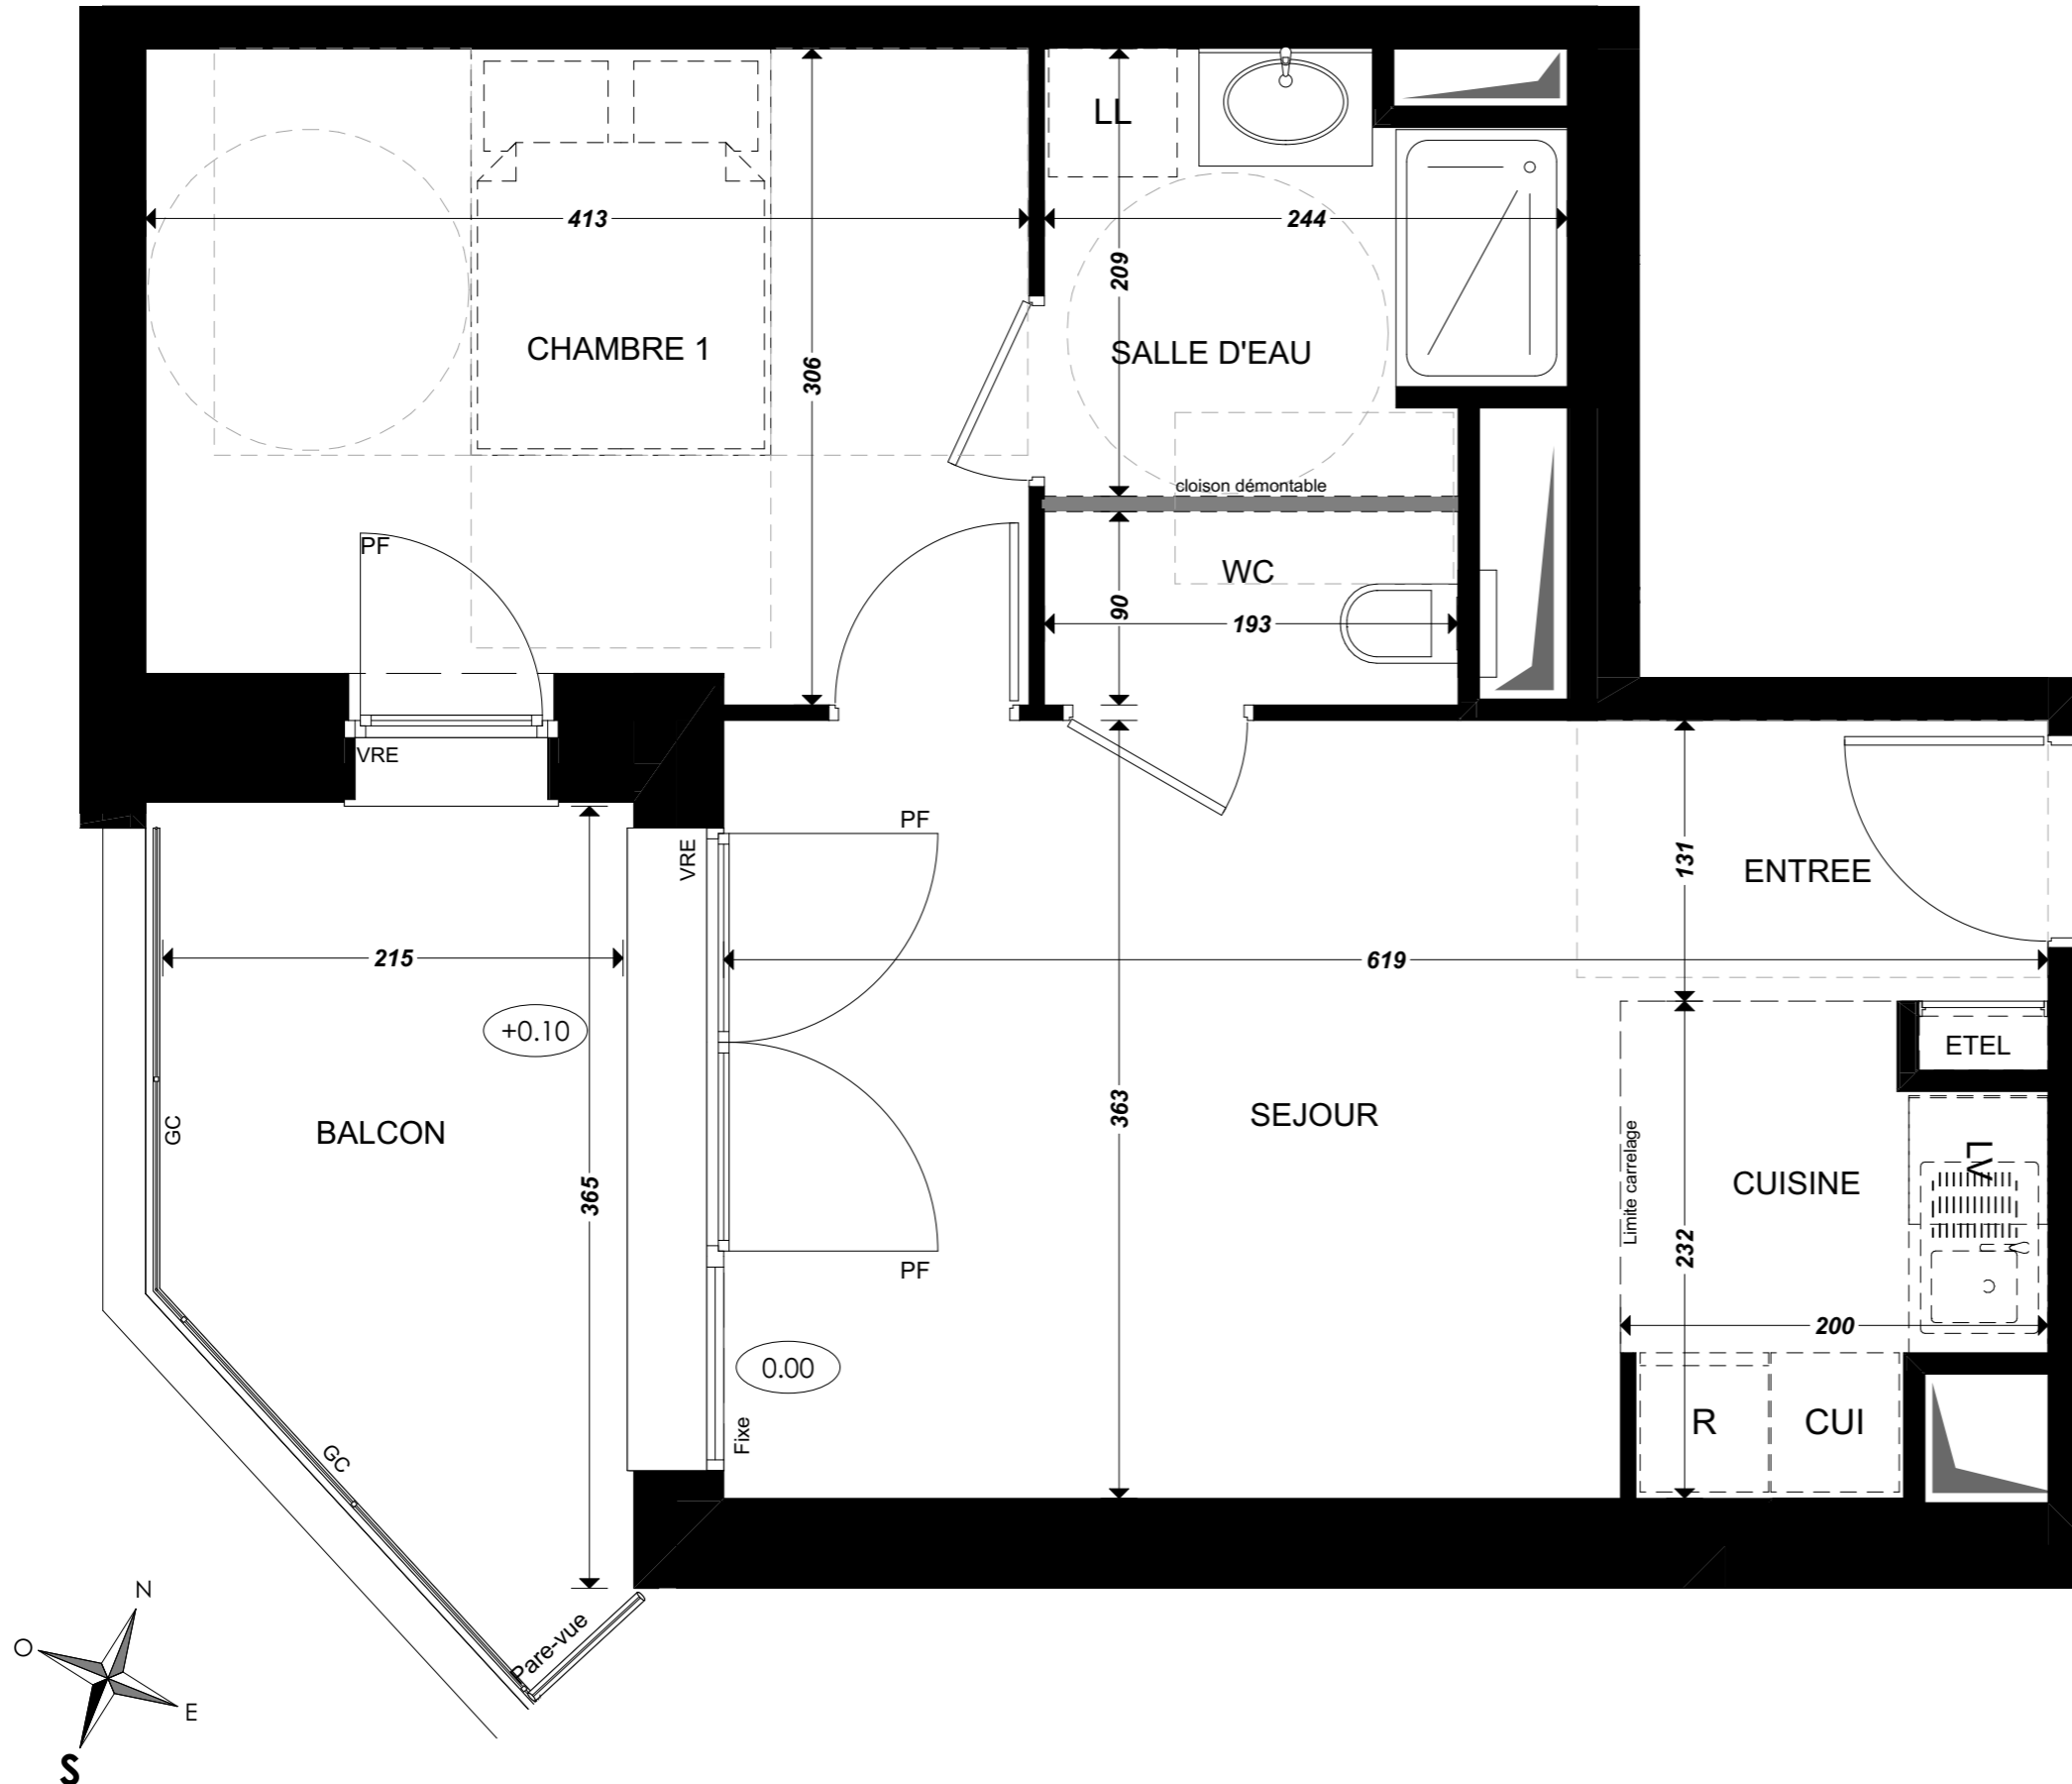 LL
413
244
209
CHAMBRE 1
306
SALLE D'EAU
cloison démontable
PF
WC
90
193
VRE
PF
VRE
131
ENTREE
215
619
+0.10
ETEL
363
SEJOUR
GC
BALCON
365
Limite carrelage
LV
CUISINE
232
PF
200
0.00
Fixe
R
CUI
GC
Pare-vue
N
O
E
S